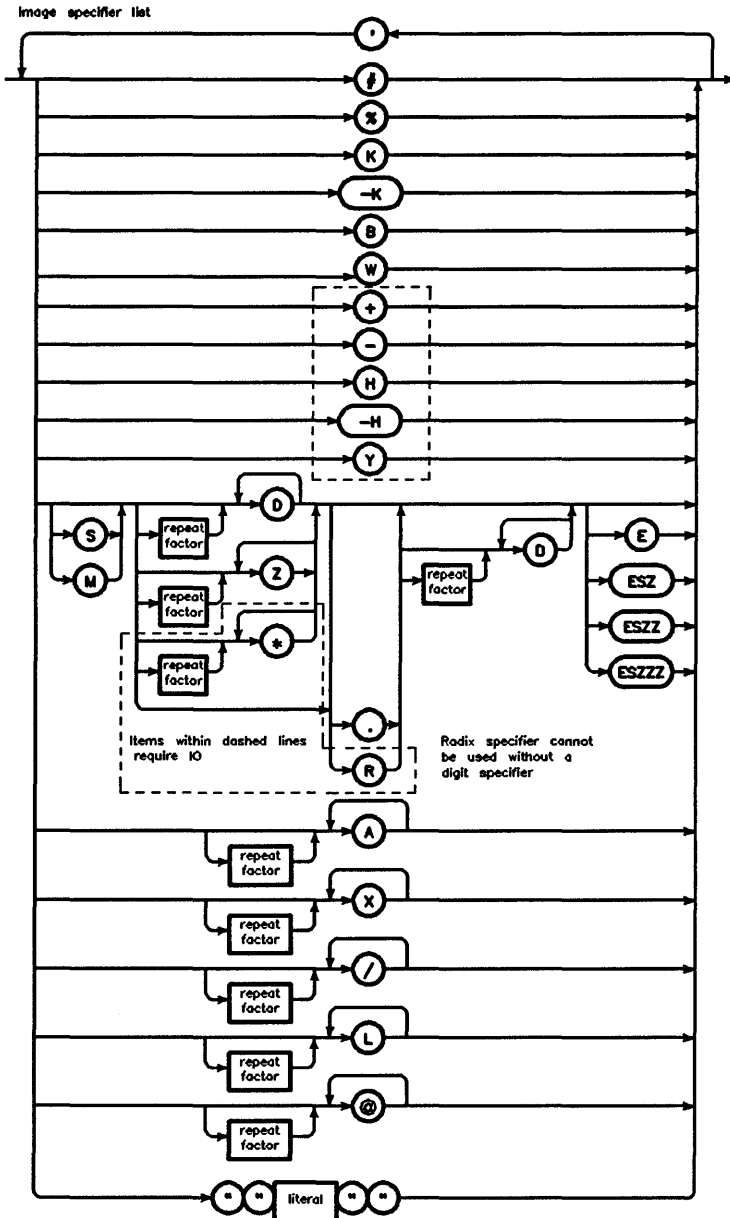 image specifier list
,
#
%
K
-K
B
W
+
-
H
-H
Y
D
repeat factor
S
E
D
repeat factor
M
Z
ESZ
repeat factor
ESZZ
*
repeat factor
ESZZZ
.
Items within dashed lines
require IO
Radix specifier cannot
be used without a
digit specifier
R
A
repeat factor
X
repeat factor
/
repeat factor
L
repeat factor
@
repeat factor
" " literal " "